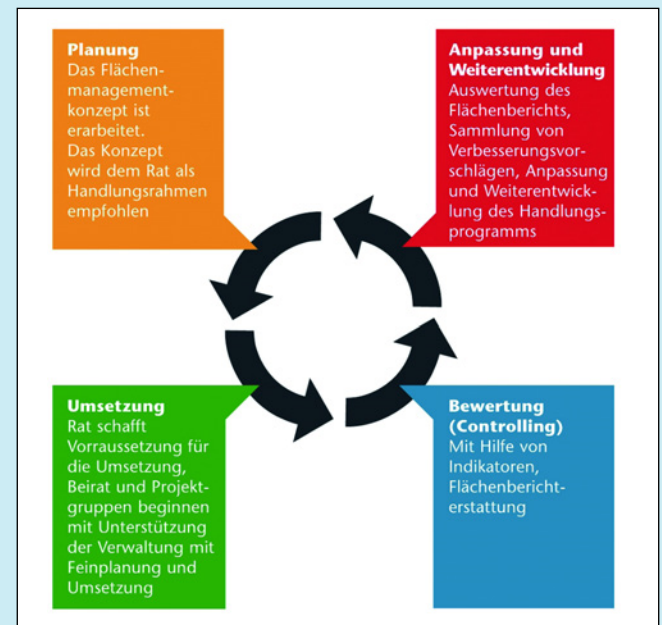 Planung
Das Flächen-
management-
konzept ist
erarbeitet.
Das Konzept
wird dem Rat als
Handlungsrahmen
empfohlen
Anpassung und
Weiterentwicklung
Auswertung des
Flächenberichts,
Sammlung von
Verbesserungsvor-
schlägen, Anpassung
und Weiterentwick-
lung des Handlungs-
programms
Umsetzung
Rat schafft
Vorraussetzung für
die Umsetzung,
Beirat und Projekt-
gruppen beginnen
mit Unterstützung
der Verwaltung mit
Feinplanung und
Umsetzung
Bewertung
(Controlling)
Mit Hilfe von
Indikatoren,
Flächenbericht-
erstattung